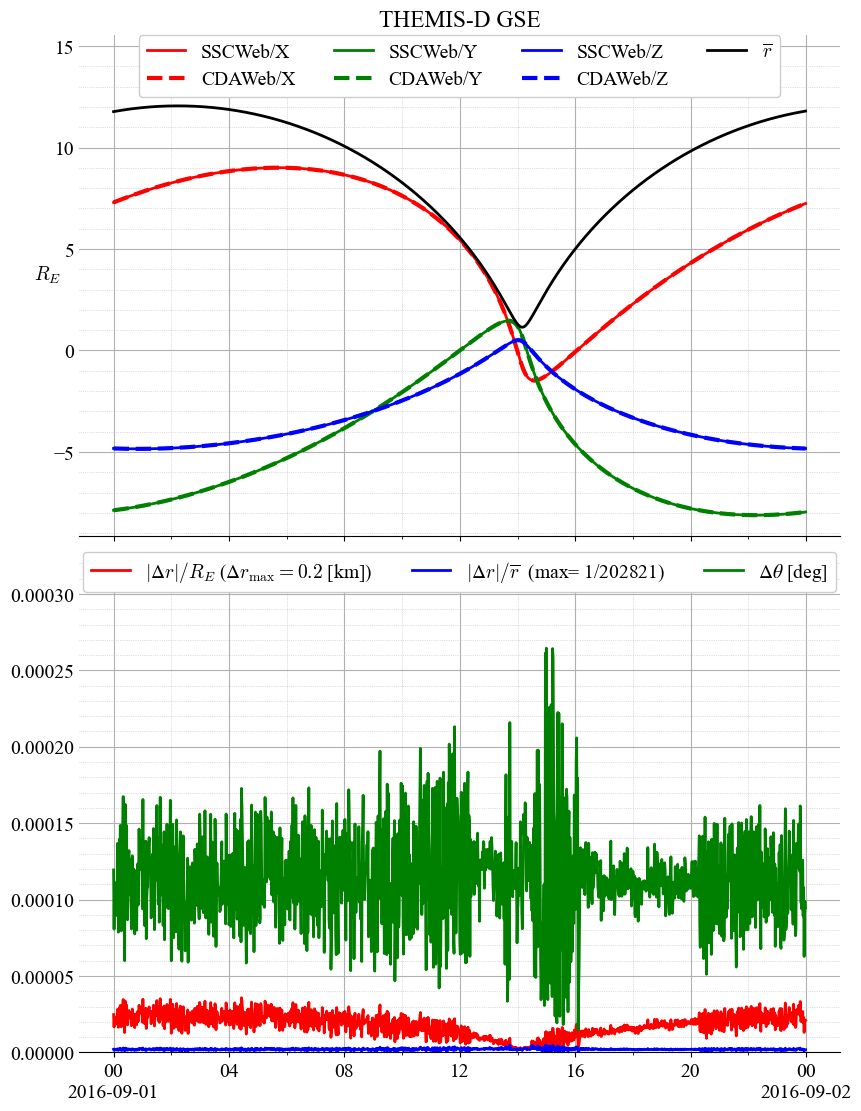 THEMIS-D GSE
SSCWeb/X SSCWeb/Y SSCWeb/Z r̅
CDAWeb/X CDAWeb/Y CDAWeb/Z
15
10
5
R_E
0
−5
|Δr|/R_E (Δr_max = 0.2 [km]) |Δr|/r̅ (max= 1/202821) Δθ [deg]
0.00030
0.00025
0.00020
0.00015
0.00010
0.00005
0.00000
00 04 08 12 16 20 00
2016-09-01 2016-09-02